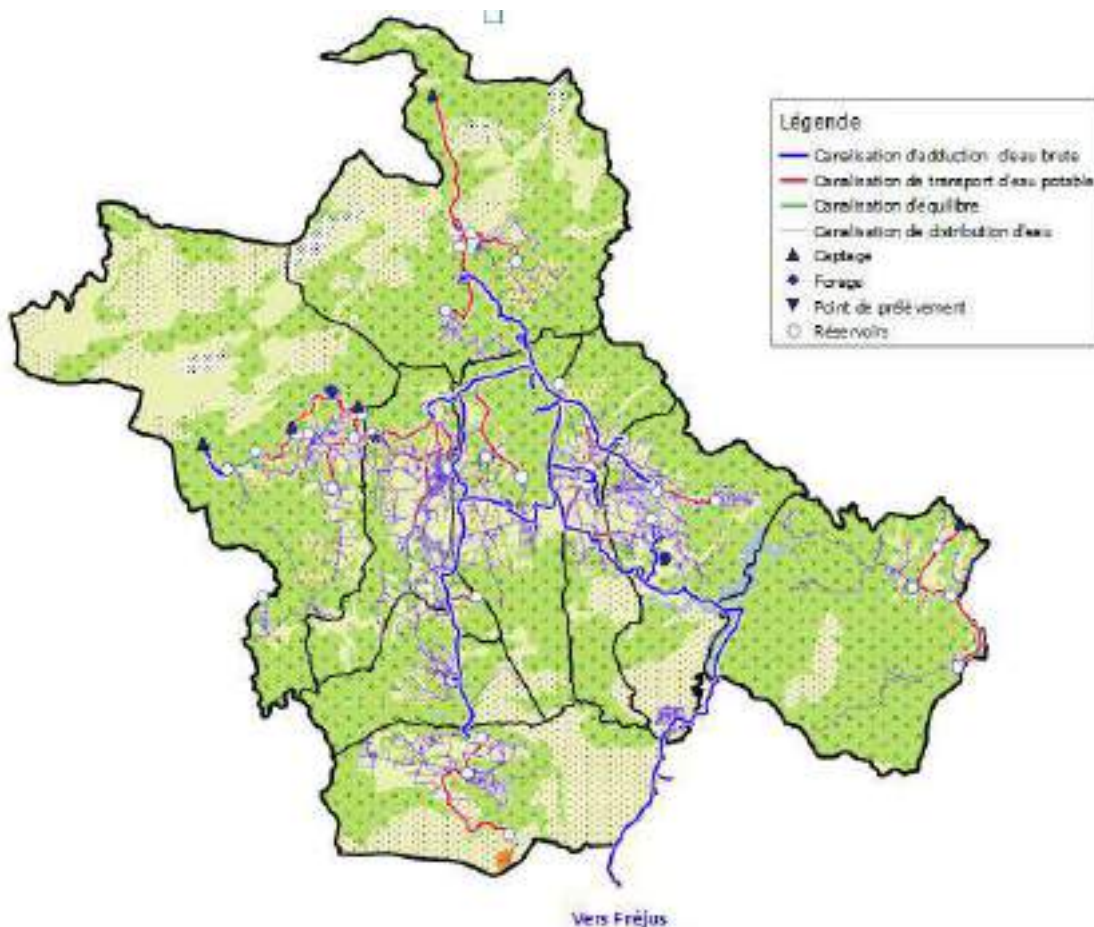 Légende
Canalisation d'adduction d'eau brute
Canalisation de transport d'eau potable
Canalisation d'équilibre
Canalisation de distribution d'eau
Captage
Forage
Point de prélèvement
Réservoirs
Vers Fréjus